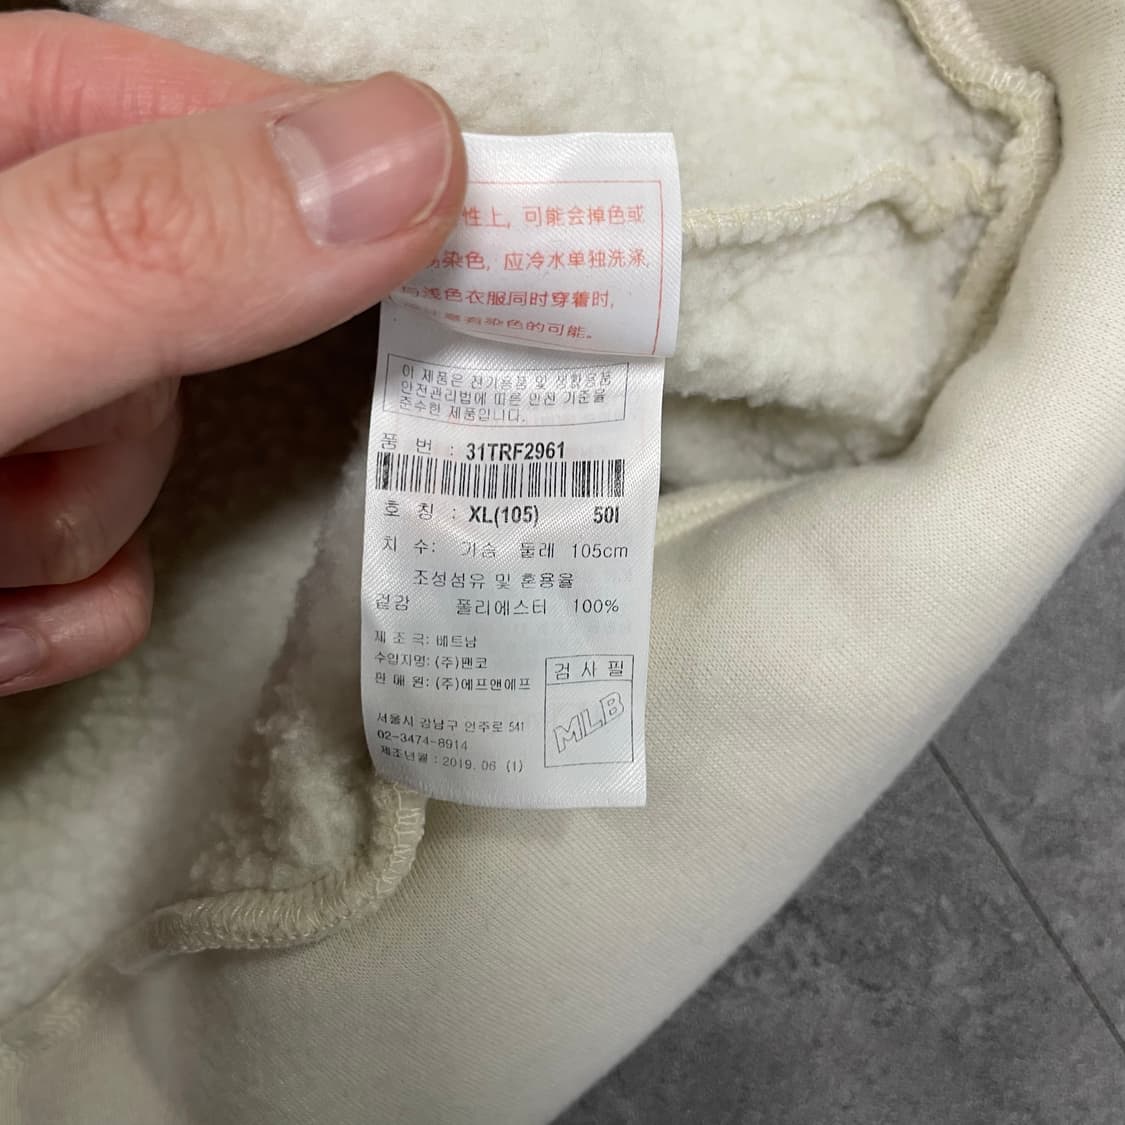 性上, 可能会掉色或
染色, 应冷水单独洗涤,
与浅色衣服同时穿着时,
意有染色的可能。
이 제품은 전기용품 및 생활용품
안전관리법에 따른 안전 기준을
준수한 제품입니다.
품 번 : 31TRF2961
호 칭 : XL(105) 50I
치 수: 가슴 둘레 105cm
조성섬유 및 혼용율
겉감 폴리에스터 100%
제 조 국: 베트남
수입자명: (주)팬코
판 매 원: (주)에프앤에프
검 사 필
MLB
서울시 강남구 언주로 541
02-3474-8914
제조년월 : 2019. 06 (1)